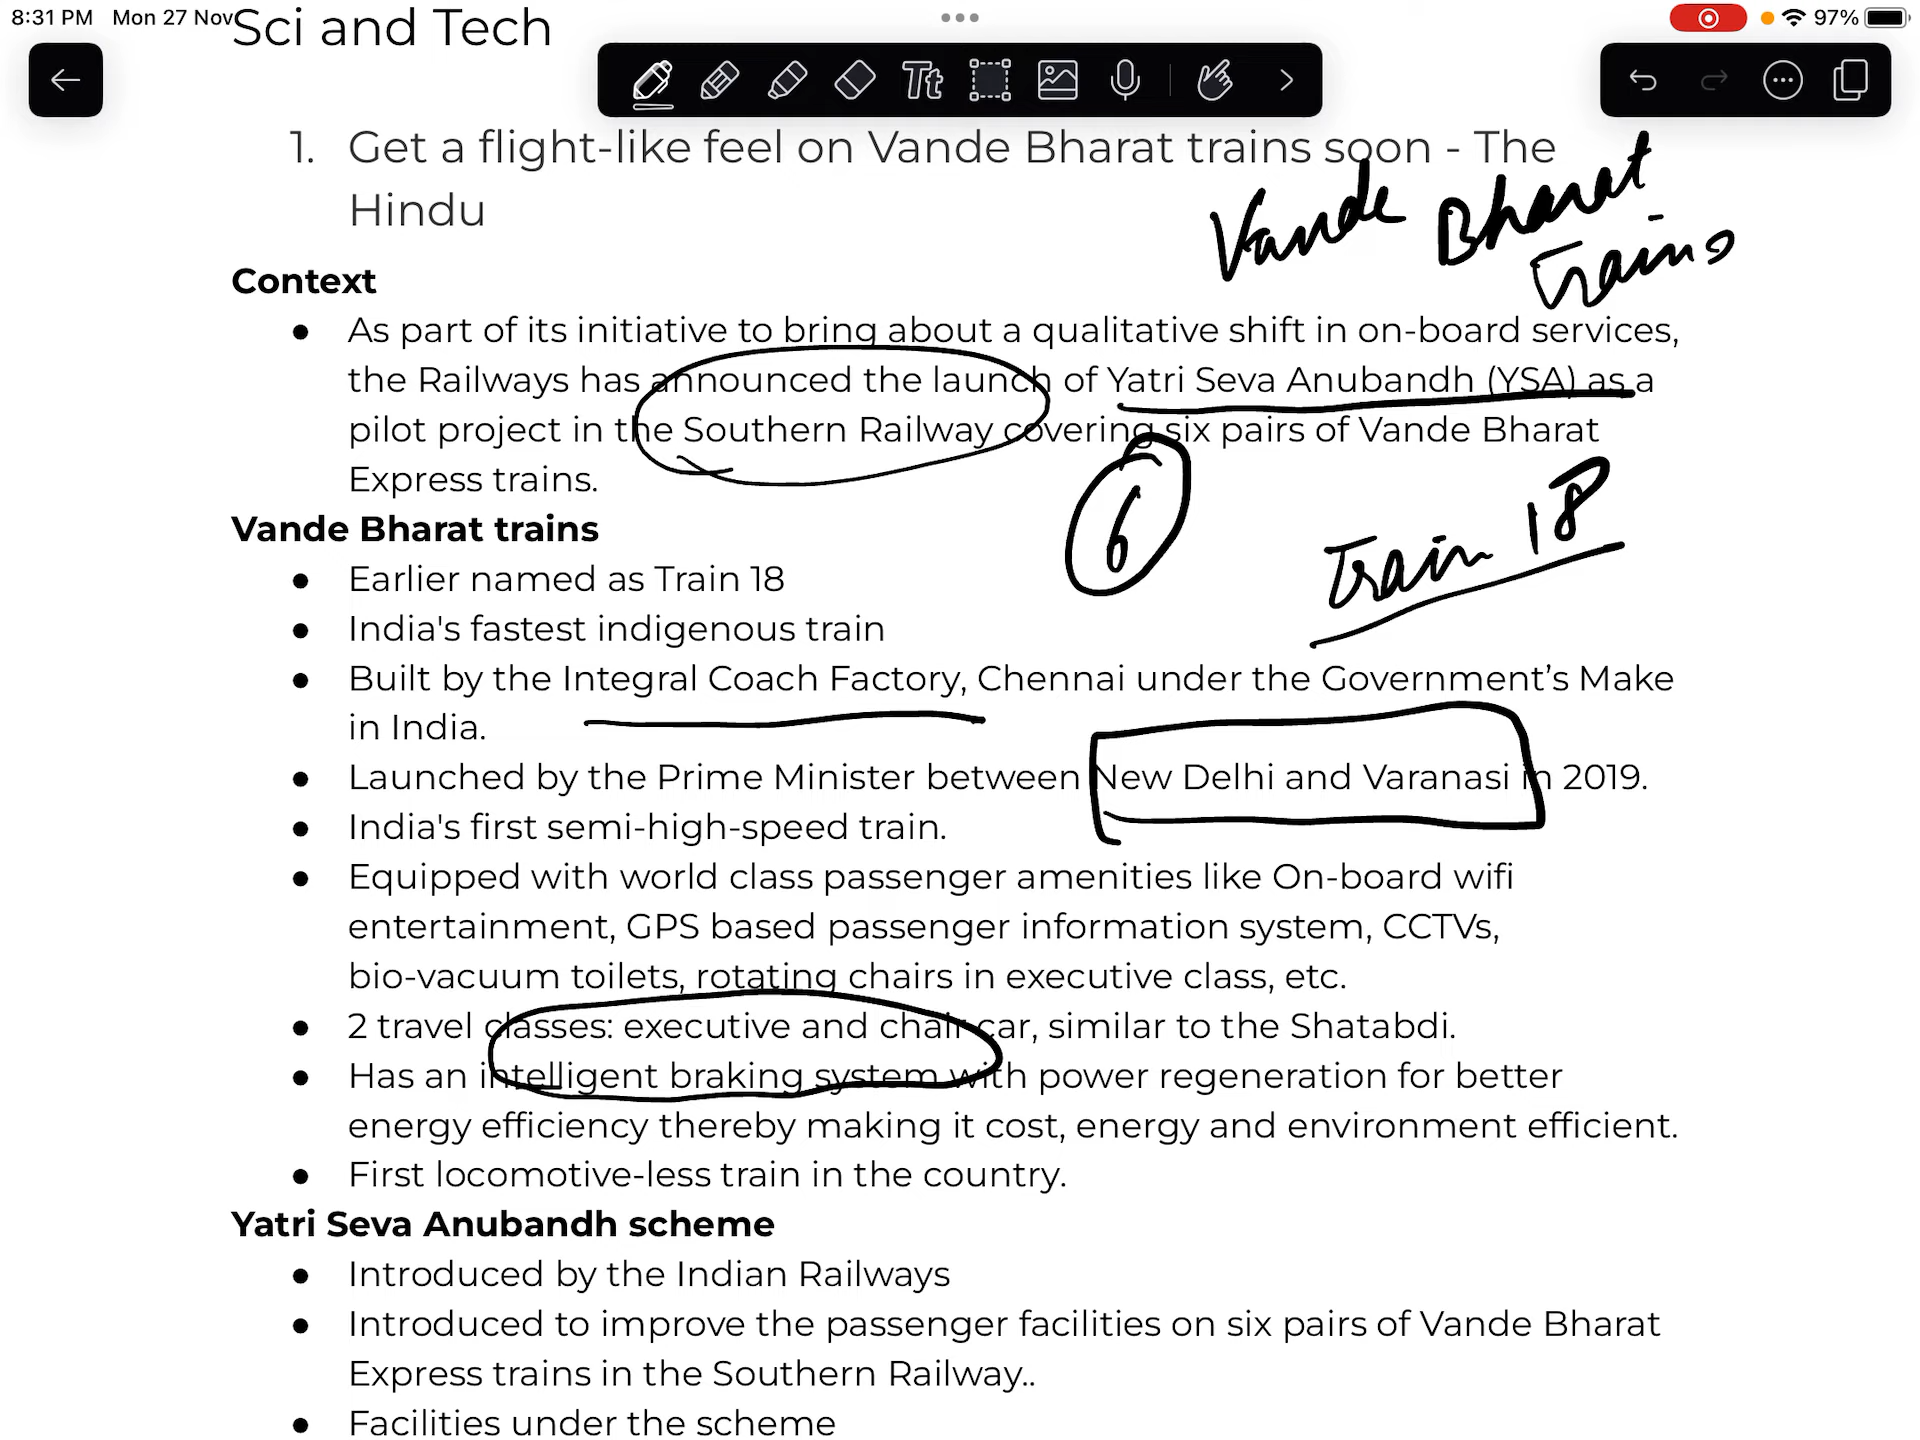 8:31 PM Mon 27 Nov
97%
Sci and Tech
Tt
1. Get a flight-like feel on Vande Bharat trains soon - The
Hindu
Vande Bharat
Trains
Context
● As part of its initiative to bring about a qualitative shift in on-board services,
the Railways has announced the launch of Yatri Seva Anubandh (YSA) as a
pilot project in the Southern Railway covering six pairs of Vande Bharat
Express trains.
6
Train 18
Vande Bharat trains
● Earlier named as Train 18
● India's fastest indigenous train
● Built by the Integral Coach Factory, Chennai under the Government’s Make
in India.
● Launched by the Prime Minister between New Delhi and Varanasi in 2019.
● India's first semi-high-speed train.
● Equipped with world class passenger amenities like On-board wifi
entertainment, GPS based passenger information system, CCTVs,
bio-vacuum toilets, rotating chairs in executive class, etc.
● 2 travel classes: executive and chair car, similar to the Shatabdi.
● Has an intelligent braking system with power regeneration for better
energy efficiency thereby making it cost, energy and environment efficient.
● First locomotive-less train in the country.
Yatri Seva Anubandh scheme
● Introduced by the Indian Railways
● Introduced to improve the passenger facilities on six pairs of Vande Bharat
Express trains in the Southern Railway..
● Facilities under the scheme